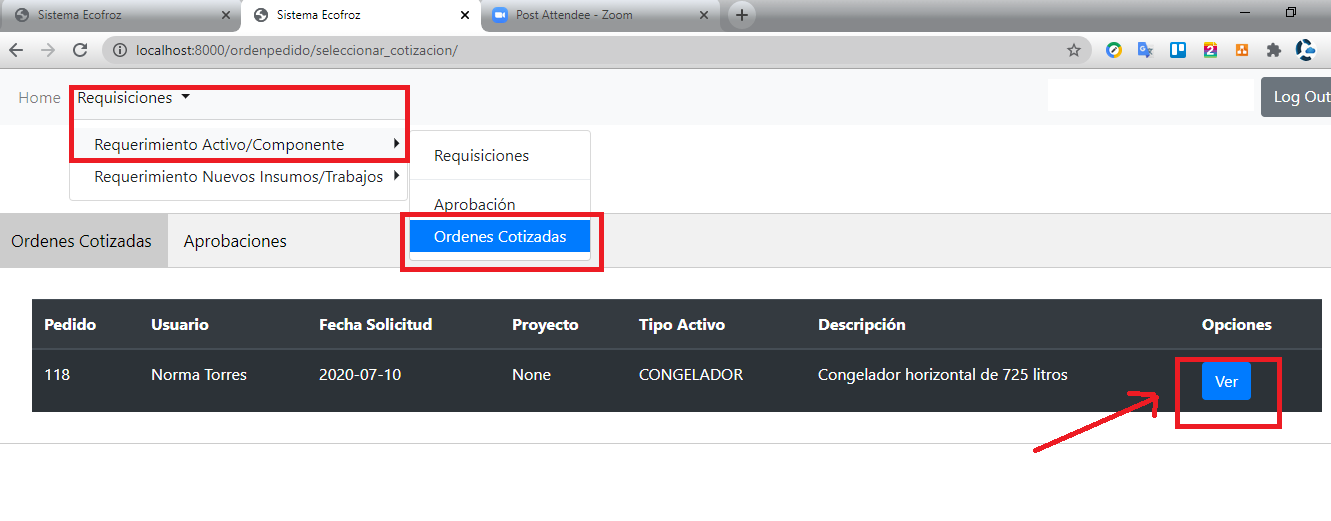 Sistema Ecofroz
Sistema Ecofroz
Post Attendee - Zoom
localhost:8000/ordenpedido/seleccionar_cotizacion/
2
Home Requisiciones
Log Out
Requerimiento Activo/Componente
Requerimiento Nuevos Insumos/Trabajos
Requisiciones
Aprobación
Ordenes Cotizadas
Ordenes Cotizadas Aprobaciones
Pedido Usuario Fecha Solicitud Proyecto Tipo Activo Descripción Opciones
118 Norma Torres 2020-07-10 None CONGELADOR Congelador horizontal de 725 litros Ver